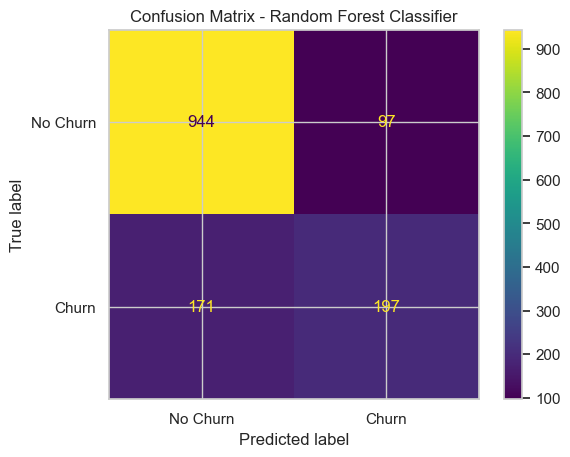 Confusion Matrix - Random Forest Classifier
True label
No Churn
Churn
944
97
171
197
No Churn
Churn
Predicted label
900
800
700
600
500
400
300
200
100